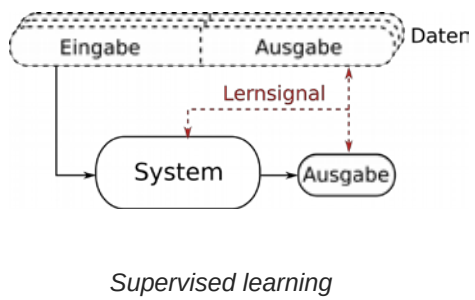 Eingabe Ausgabe Daten
Lernsignal
System Ausgabe
Supervised learning